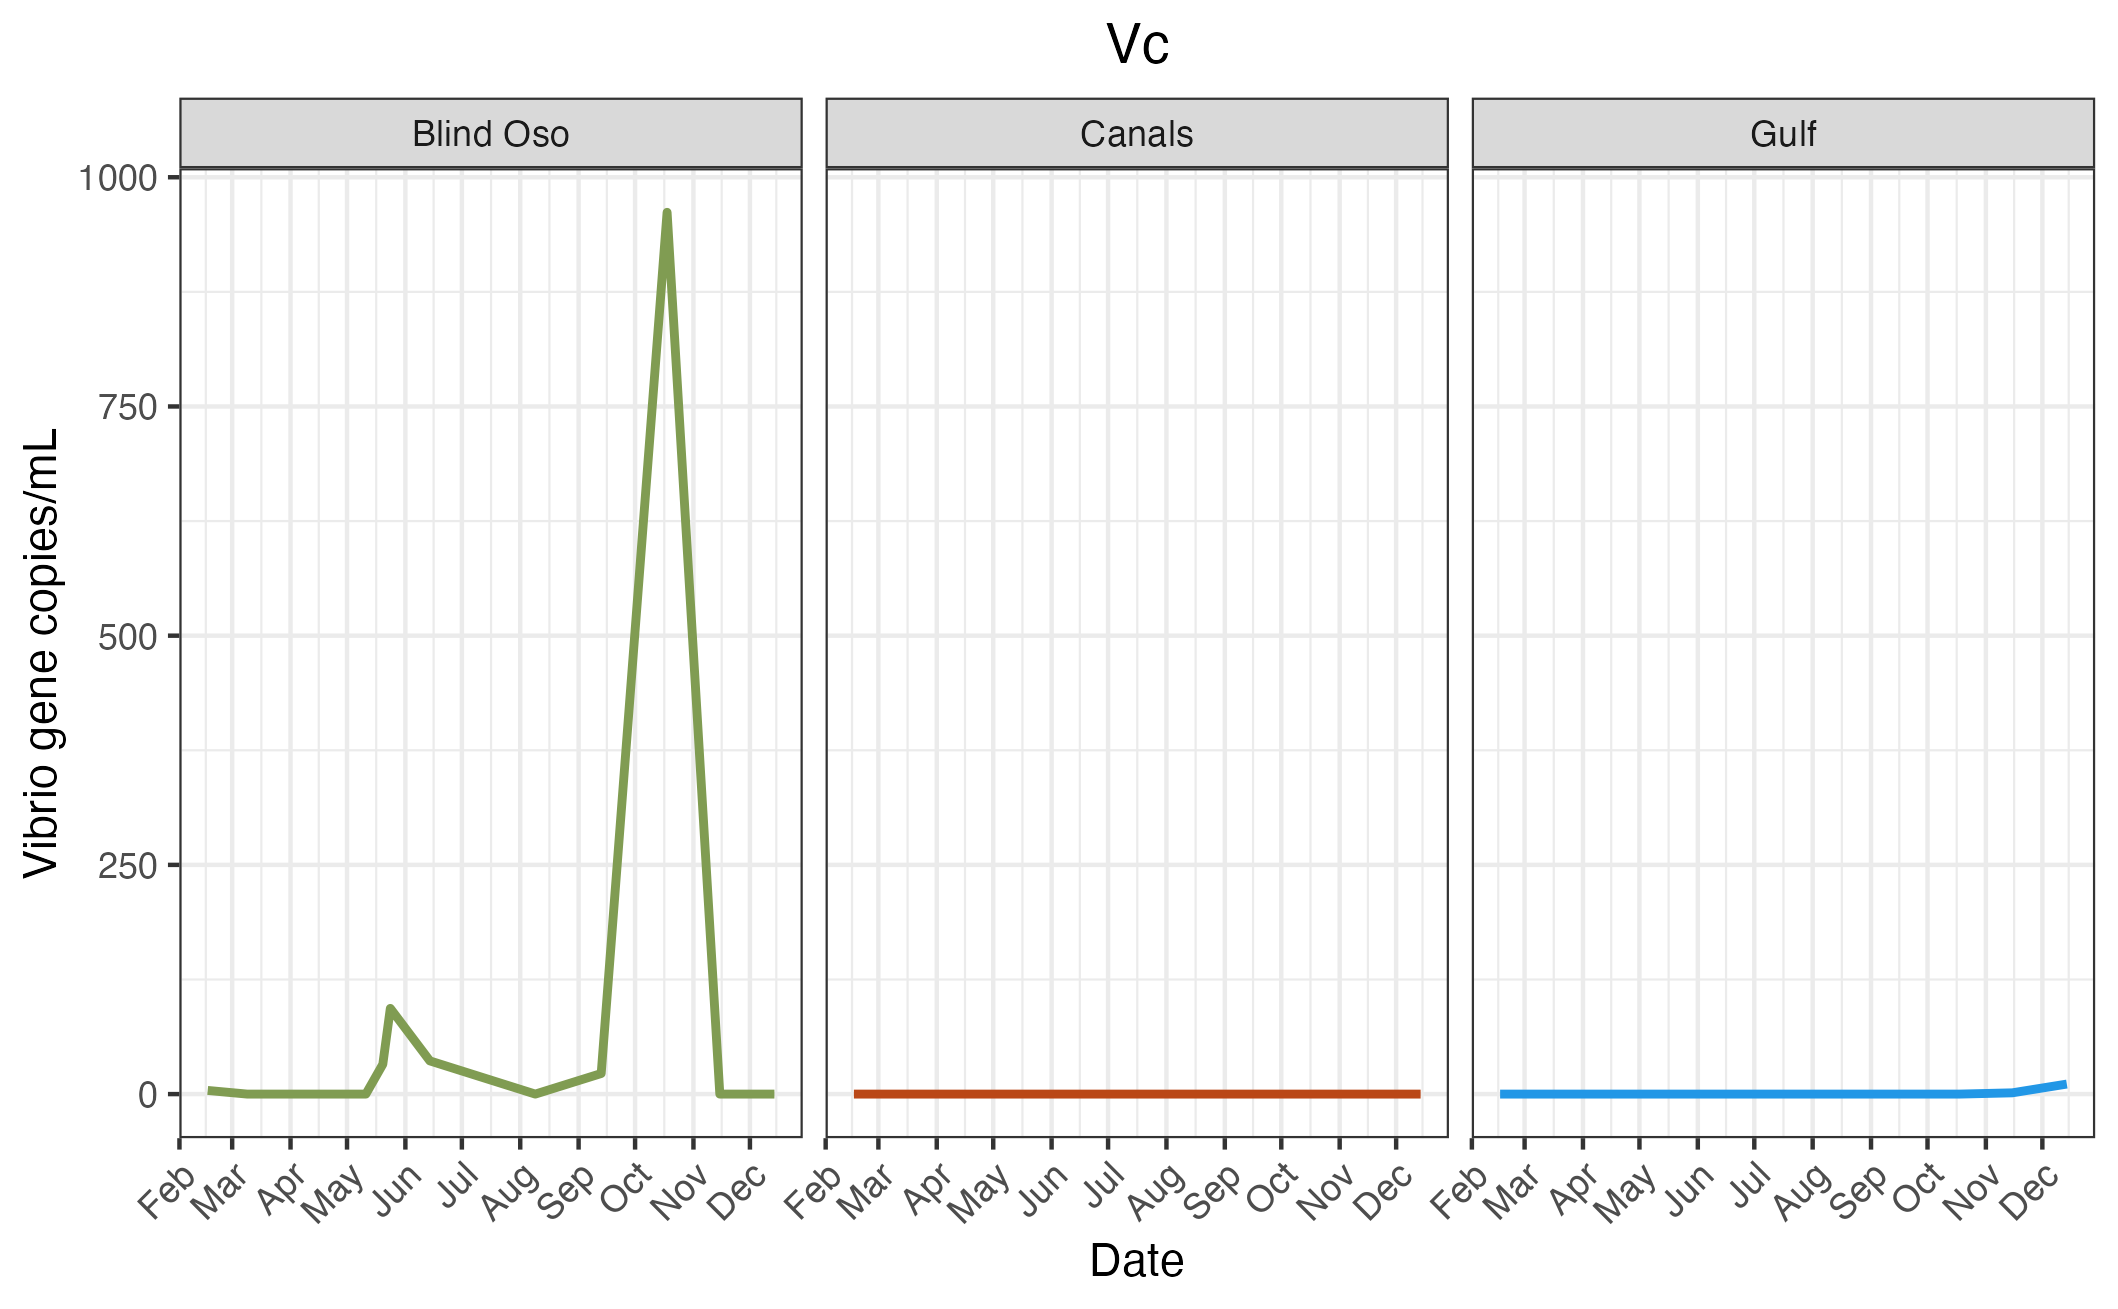 Vc
Blind Oso Canals Gulf
1000
750
500
250
0
Vibrio gene copies/mL
Feb Mar Apr May Jun Jul Aug Sep Oct Nov Dec Feb Mar Apr May Jun Jul Aug Sep Oct Nov Dec Feb Mar Apr May Jun Jul Aug Sep Oct Nov Dec
Date